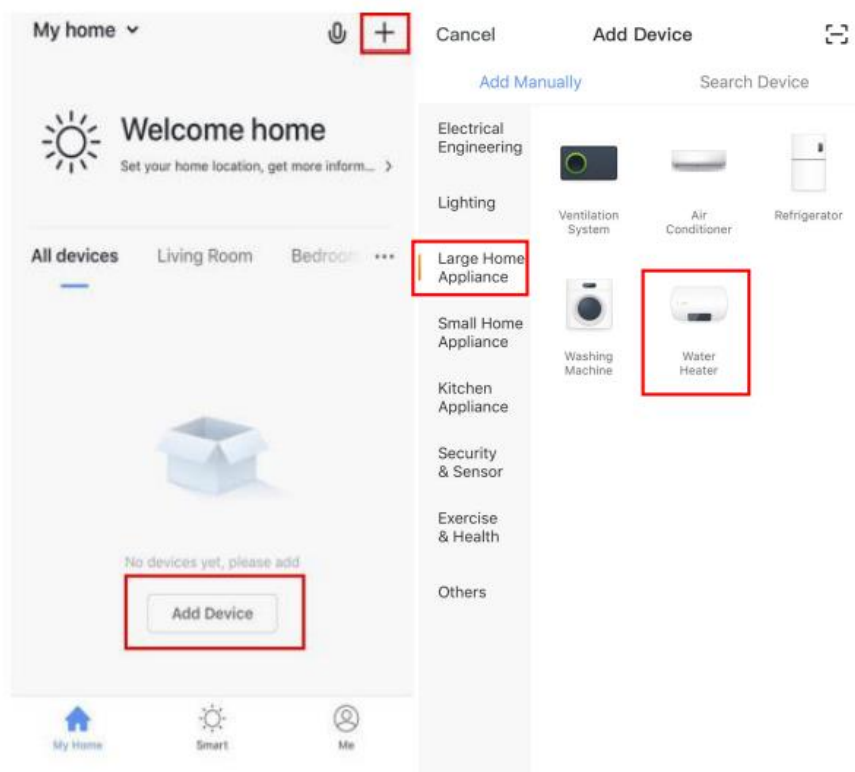 My home
Welcome home
Set your home location, get more inform...
All devices Living Room Bedroom
No devices yet, please add
Add Device
My Home Smart Me
Cancel Add Device
Add Manually Search Device
Electrical
Engineering
Lighting
Large Home
Appliance
Small Home
Appliance
Kitchen
Appliance
Security
& Sensor
Exercise
& Health
Others
Ventilation
System
Air
Conditioner
Refrigerator
Washing
Machine
Water
Heater